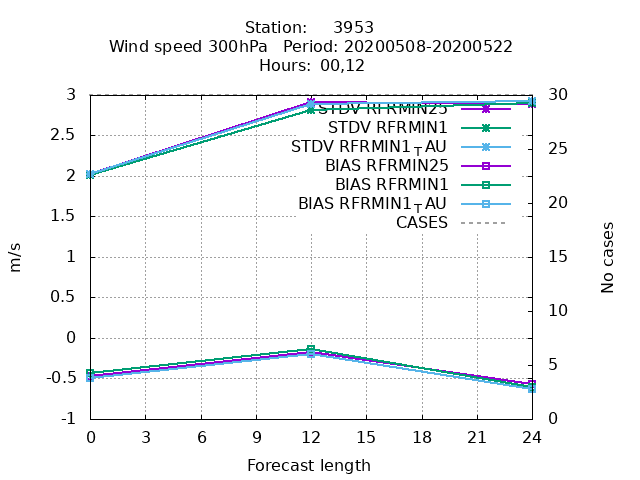 Station: 3953
Wind speed 300hPa Period: 20200508-20200522
Hours: 00,12
3 30
STDV RFRMIN25
STDV RFRMIN1
2.5 25
STDV RFRMIN1TAU
BIAS RFRMIN25
2 BIAS RFRMIN1
BIAS RFRMIN1TAU 20
1.5 CASES
m/s
No cases
1 15
0.5 10
0 5
-0.5
-1 0
0 3 6 9 12 15 18 21 24
Forecast length